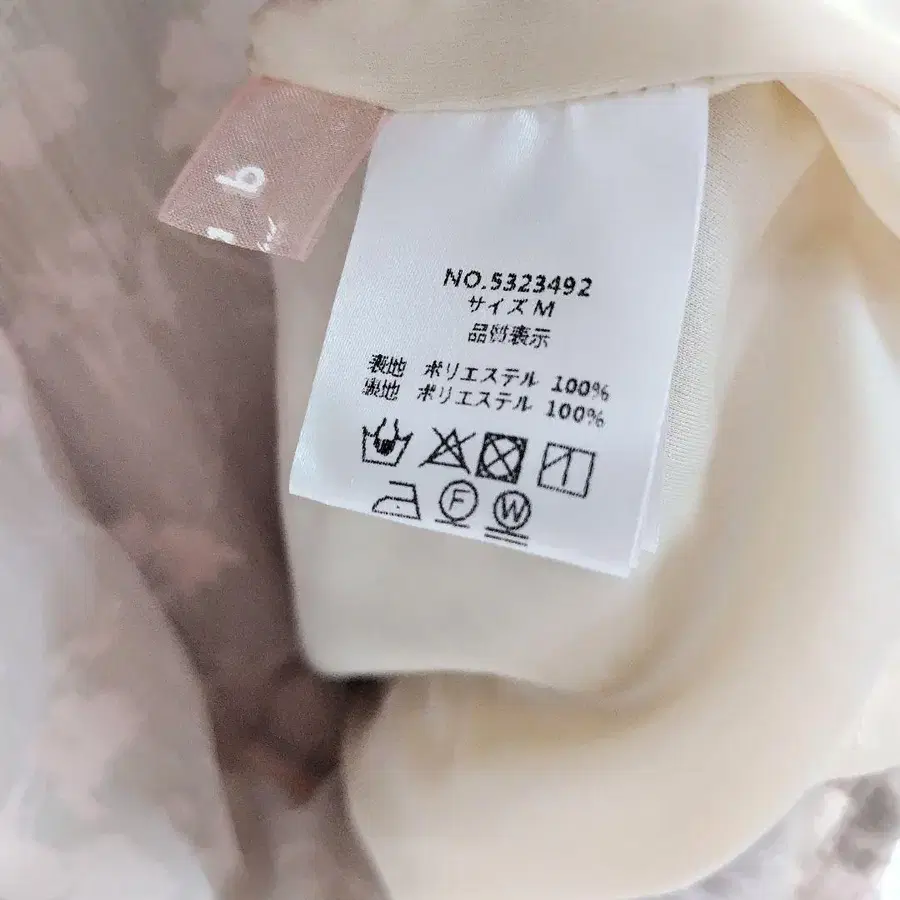 NO.5323492
サイズ M
品質表示
表地 ポリエステル 100%
裏地 ポリエステル 100%
F
W